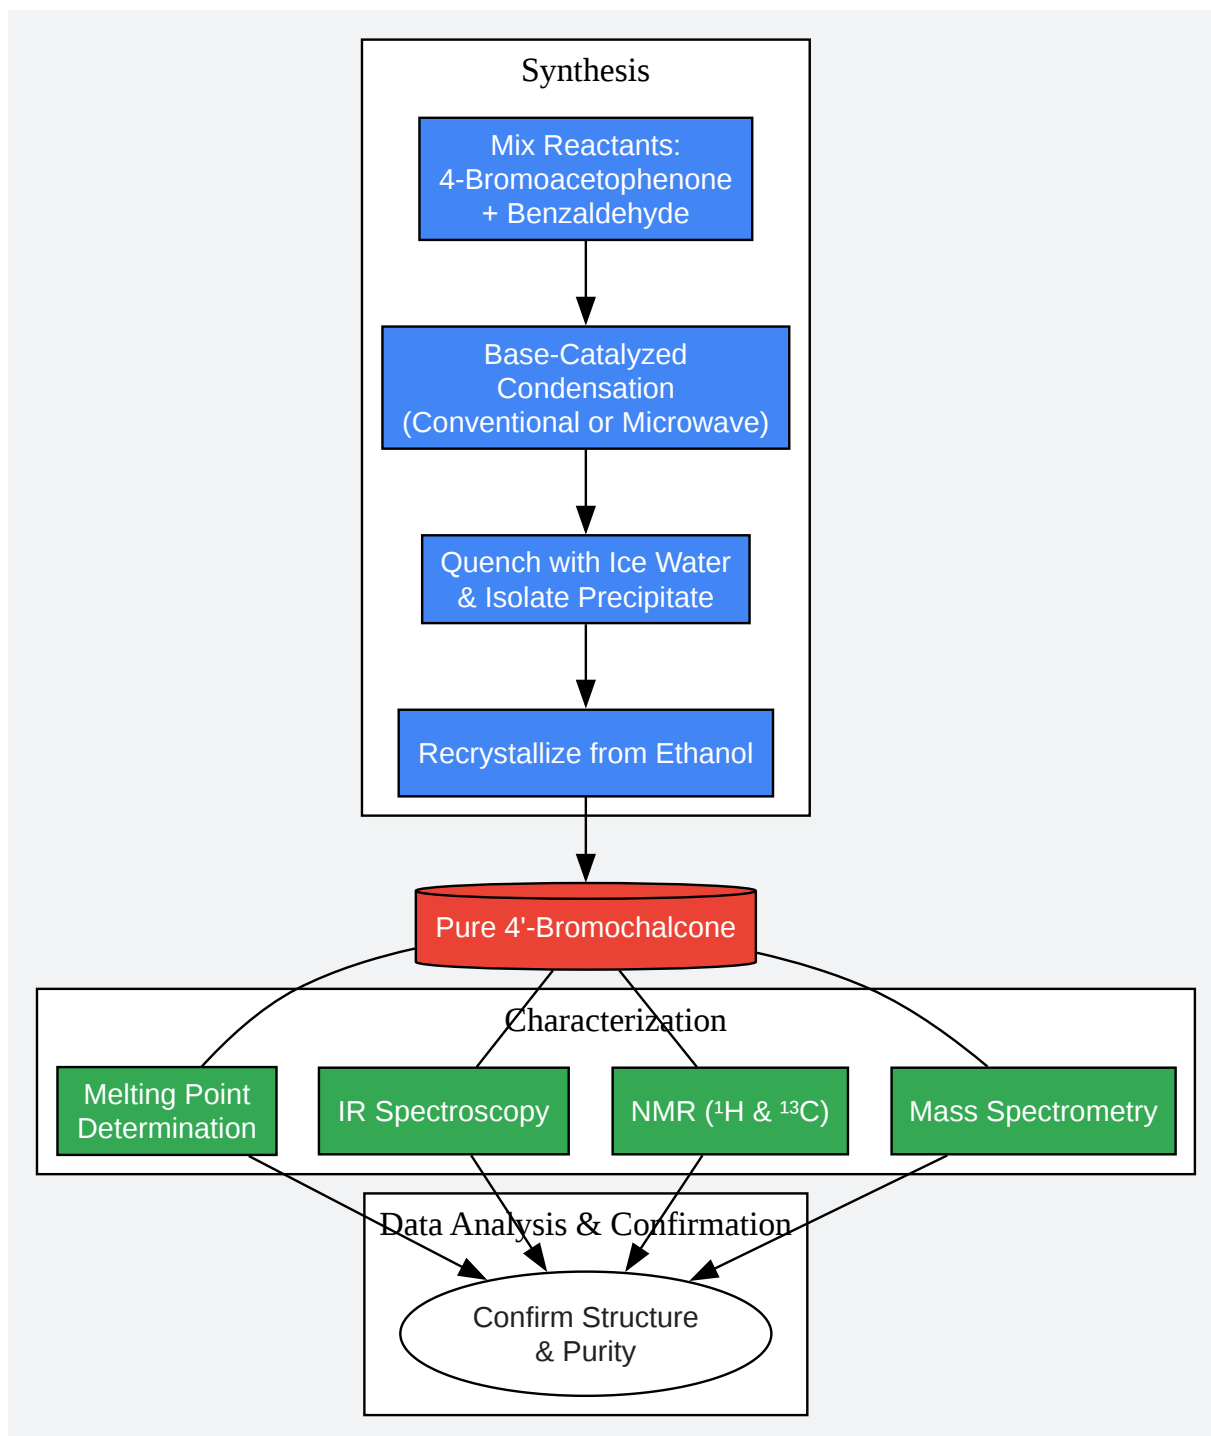 Synthesis
Mix Reactants:
4-Bromoacetophenone
+ Benzaldehyde
Base-Catalyzed
Condensation
(Conventional or Microwave)
Quench with Ice Water
& Isolate Precipitate
Recrystallize from Ethanol
Pure 4'-Bromochalcone
Characterization
Melting Point
Determination
IR Spectroscopy
NMR (¹H & ¹³C)
Mass Spectrometry
Data Analysis & Confirmation
Confirm Structure
& Purity